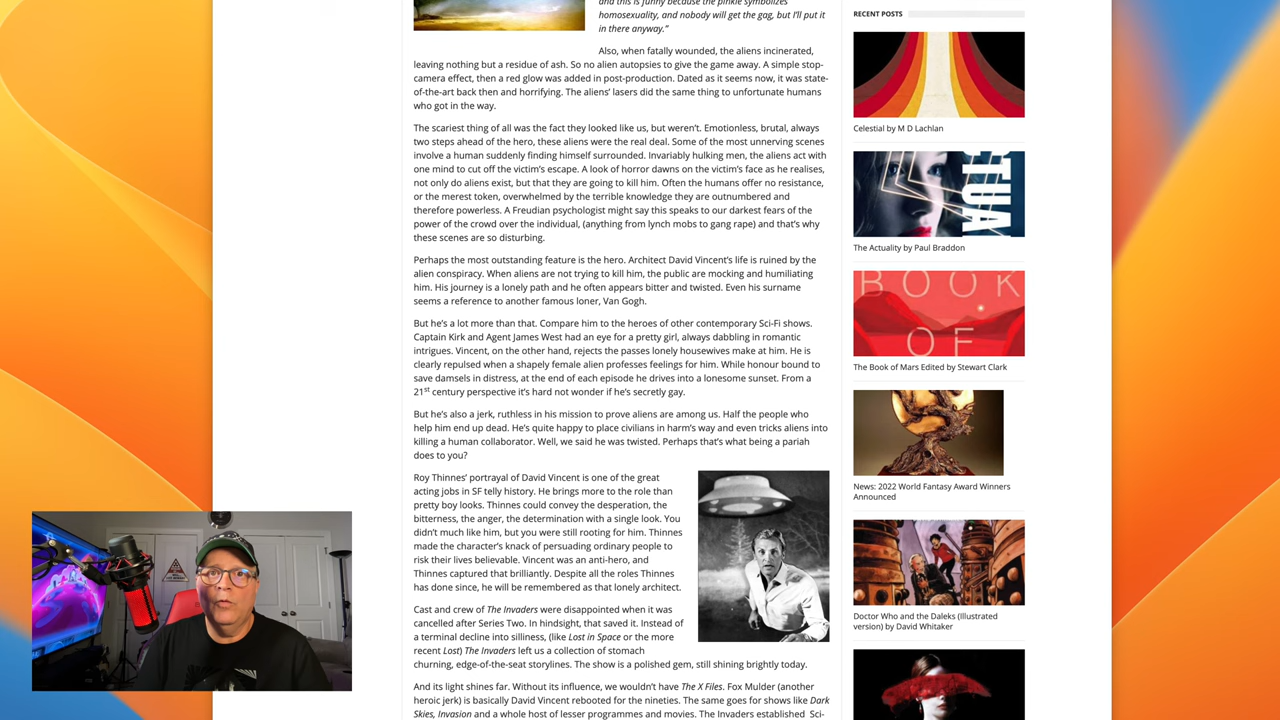 and this is funny because the pinkie symbolizes
homosexuality, and nobody will get the gag, but I'll put it
in there anyway."
Also, when fatally wounded, the aliens incinerated,
leaving nothing but a residue of ash. So no alien autopsies to give the game away. A simple stop-
camera effect, then a red glow was added in post-production. Dated as it seems now, it was state-
of-the-art back then and horrifying. The aliens' lasers did the same thing to unfortunate humans
who got in the way.
The scariest thing of all was the fact they looked like us, but weren't. Emotionless, brutal, always
two steps ahead of the hero, these aliens were the real deal. Some of the most unnerving scenes
involve a human suddenly finding himself surrounded. Invariably hulking men, the aliens act with
one mind to cut off the victim's escape. A look of horror dawns on the victim's face as he realises,
not only do aliens exist, but that they are going to kill him. Often the humans offer no resistance,
or the merest token, overwhelmed by the terrible knowledge they are outnumbered and
therefore powerless. A Freudian psychologist might say this speaks to our darkest fears of the
power of the crowd over the individual, (anything from lynch mobs to gang rape) and that's why
these scenes are so disturbing.
Perhaps the most outstanding feature is the hero. Architect David Vincent's life is ruined by the
alien conspiracy. When aliens are not trying to kill him, the public are mocking and humiliating
him. His journey is a lonely path and he often appears bitter and twisted. Even his surname
seems a reference to another famous loner, Van Gogh.
But he's a lot more than that. Compare him to the heroes of other contemporary Sci-Fi shows.
Captain Kirk and Agent James West had an eye for a pretty girl, always dabbling in romantic
intrigues. Vincent, on the other hand, rejects the passes lonely housewives make at him. He is
clearly repulsed when a shapely female alien professes feelings for him. While honour bound to
save damsels in distress, at the end of each episode he drives into a lonesome sunset. From a
21st century perspective it's hard not wonder if he's secretly gay.
But he's also a jerk, ruthless in his mission to prove aliens are among us. Half the people who
help him end up dead. He's quite happy to place civilians in harm's way and even tricks aliens into
killing a human collaborator. Well, we said he was twisted. Perhaps that's what being a pariah
does to you?
Roy Thinnes' portrayal of David Vincent is one of the great
acting jobs in SF telly history. He brings more to the role than
pretty boy looks. Thinnes could convey the desperation, the
bitterness, the anger, the determination with a single look. You
didn't much like him, but you were still rooting for him. Thinnes
made the character's knack of persuading ordinary people to
risk their lives believable. Vincent was an anti-hero, and
Thinnes captured that brilliantly. Despite all the roles Thinnes
has done since, he will be remembered as that lonely architect.
Cast and crew of The Invaders were disappointed when it was
cancelled after Series Two. In hindsight, that saved it. Instead of
a terminal decline into silliness, (like Lost in Space or the more
recent Lost) The Invaders left us a collection of stomach
churning, edge-of-the-seat storylines. The show is a polished gem, still shining brightly today.
And its light shines far. Without its influence, we wouldn't have The X Files. Fox Mulder (another
heroic jerk) is basically David Vincent rebooted for the nineties. The same goes for shows like Dark
Skies, Invasion and a whole host of lesser programmes and movies. The Invaders established Sci-
RECENT POSTS
Celestial by M D Lachlan
TUA
The Actuality by Paul Braddon
BOOK
OF
The Book of Mars Edited by Stewart Clark
News: 2022 World Fantasy Award Winners
Announced
Doctor Who and the Daleks (Illustrated
version) by David Whitaker